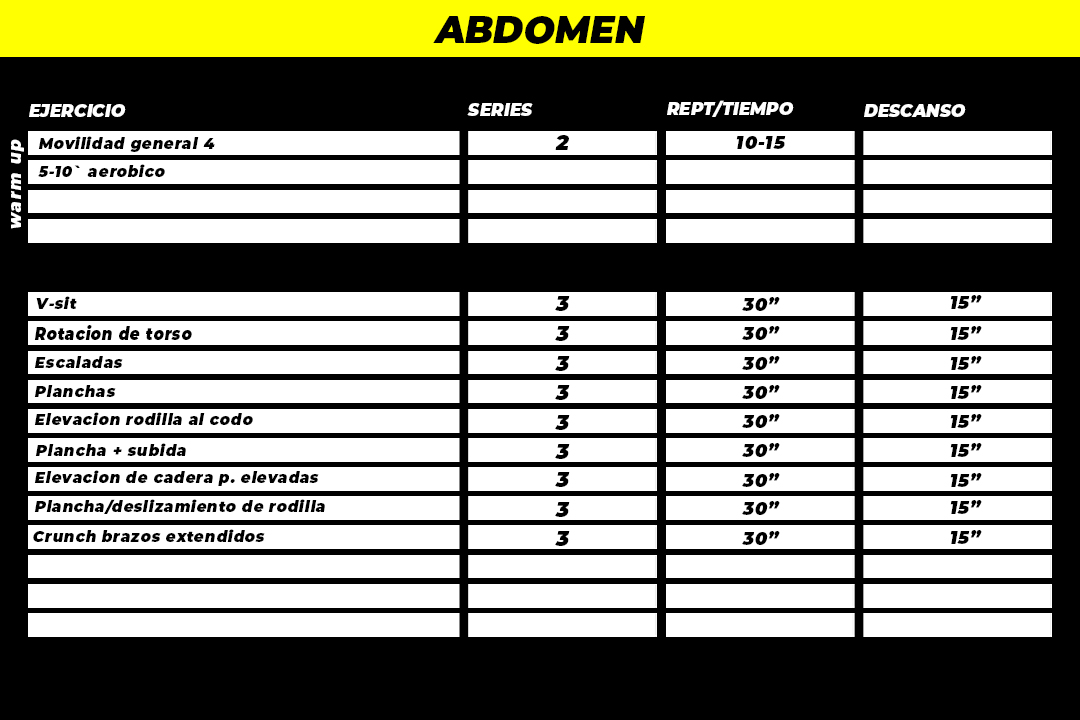 ABDOMEN
EJERCICIO SERIES REPT/TIEMPO DESCANSO
warm up
Movilidad general 4 2 10-15
5-10` aerobico
V-sit 3 30” 15”
Rotacion de torso 3 30” 15”
Escaladas 3 30” 15”
Planchas 3 30” 15”
Elevacion rodilla al codo 3 30” 15”
Plancha + subida 3 30” 15”
Elevacion de cadera p. elevadas 3 30” 15”
Plancha/deslizamiento de rodilla 3 30” 15”
Crunch brazos extendidos 3 30” 15”